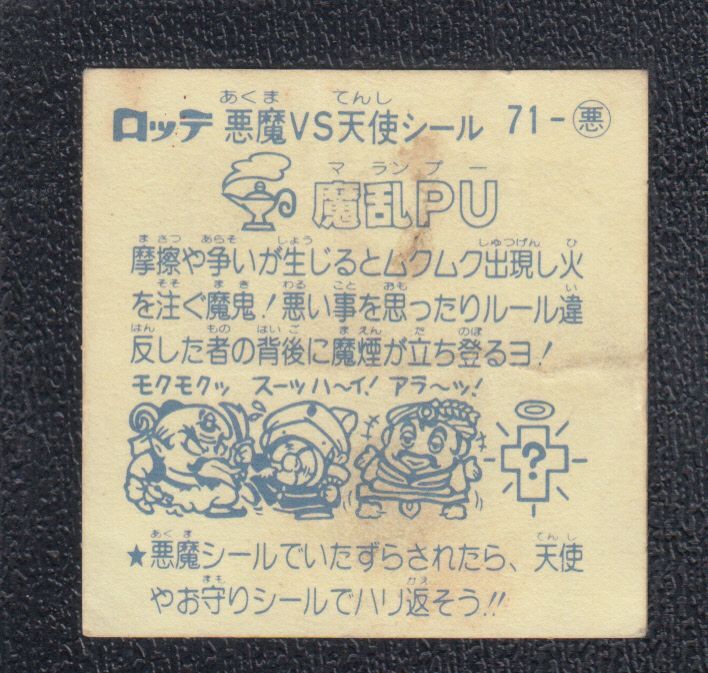 あくま てんし
ロッテ 悪魔VS天使シール 71-悪
マランプー
魔乱PU
まさつ あらそ しょう しゅつげん ひ
摩擦や争いが生じるとムクムク出現し火
そそ まき わる こと おも い
を注ぐ魔鬼!悪い事を思ったりルール違
はん もの はいご まえん た のぼ
反した者の背後に魔煙が立ち登るヨ!
モクモクッ スーッハ〜イ! アラ〜ッ!
?
あくま てんし
★悪魔シールでいたずらされたら、天使
まも かえ
やお守りシールでハリ返そう!!